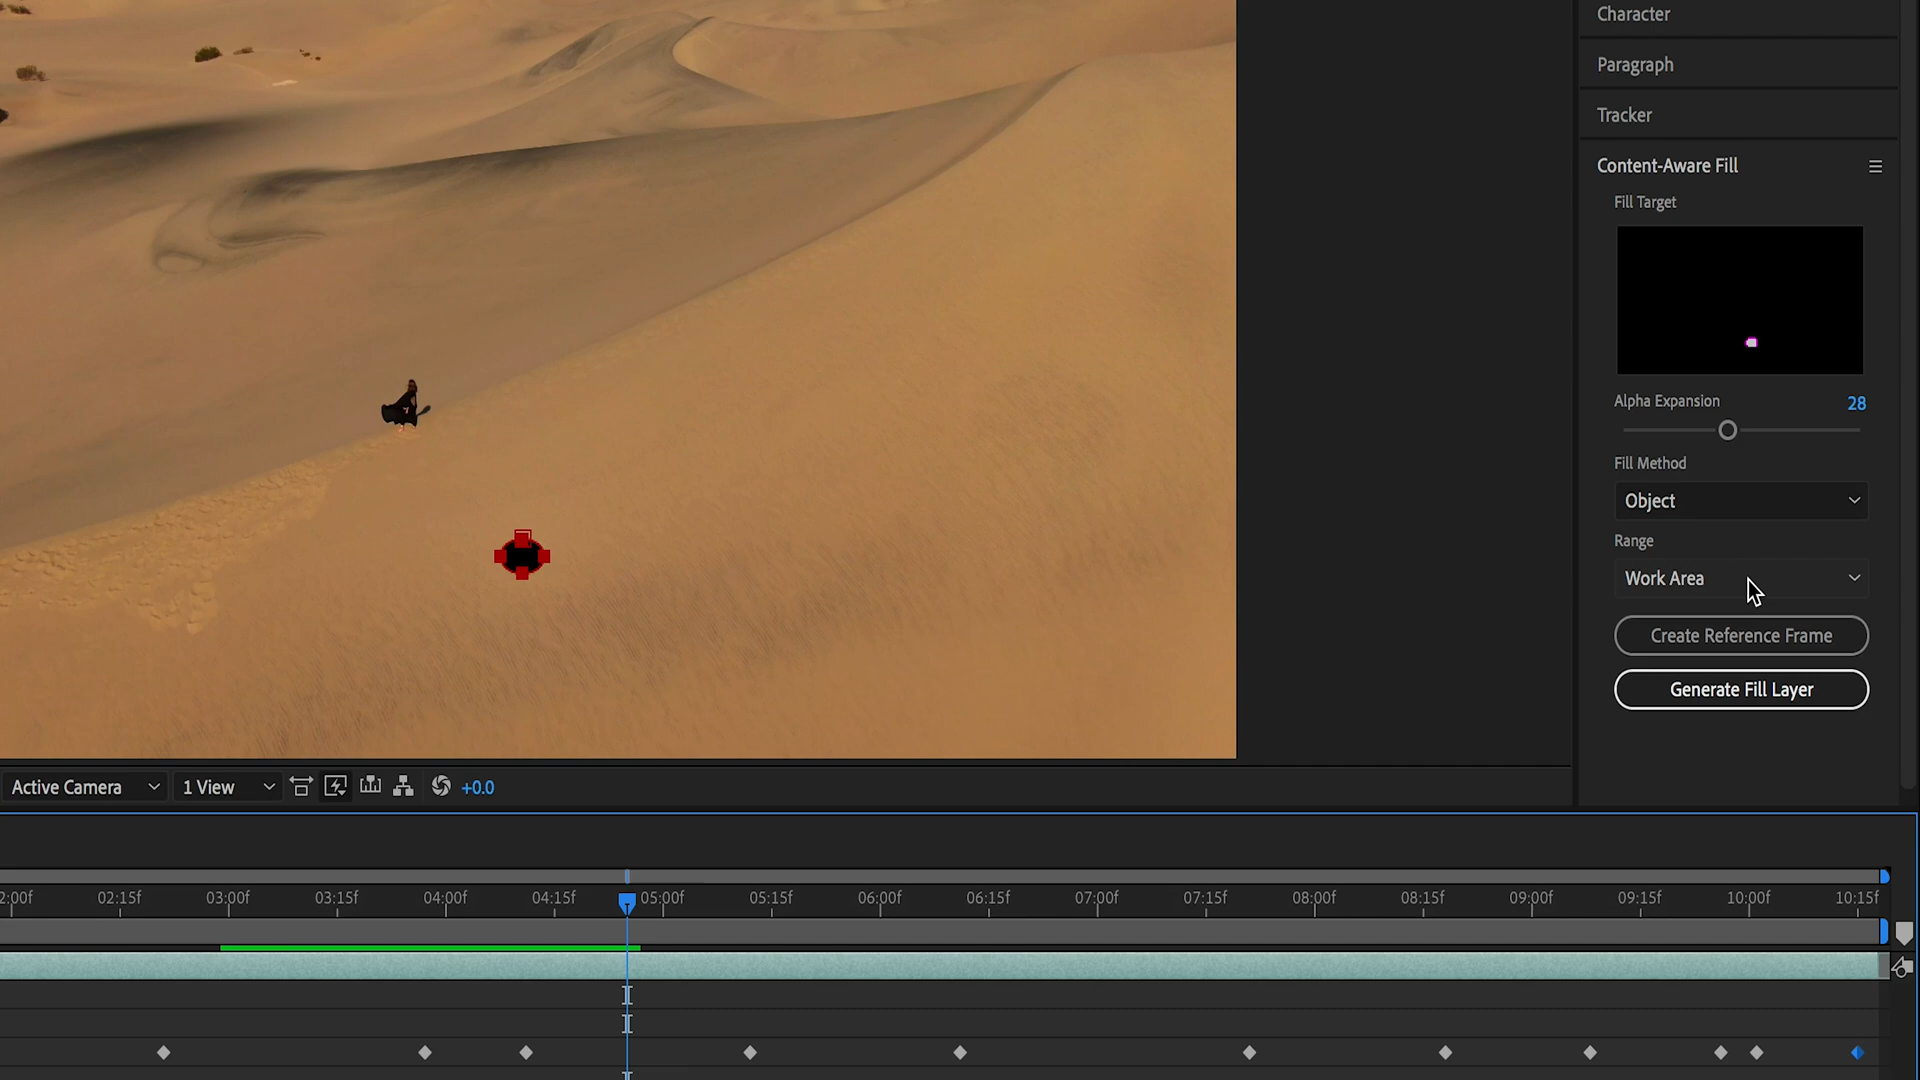 Character
Paragraph
Tracker
Content-Aware Fill
Fill Target
Alpha Expansion 28
Fill Method
Object
Range
Work Area
Create Reference Frame
Generate Fill Layer
Active Camera 1 View +0.0
2:00f 02:15f 03:00f 03:15f 04:00f 04:15f 05:00f 05:15f 06:00f 06:15f 07:00f 07:15f 08:00f 08:15f 09:00f 09:15f 10:00f 10:15f